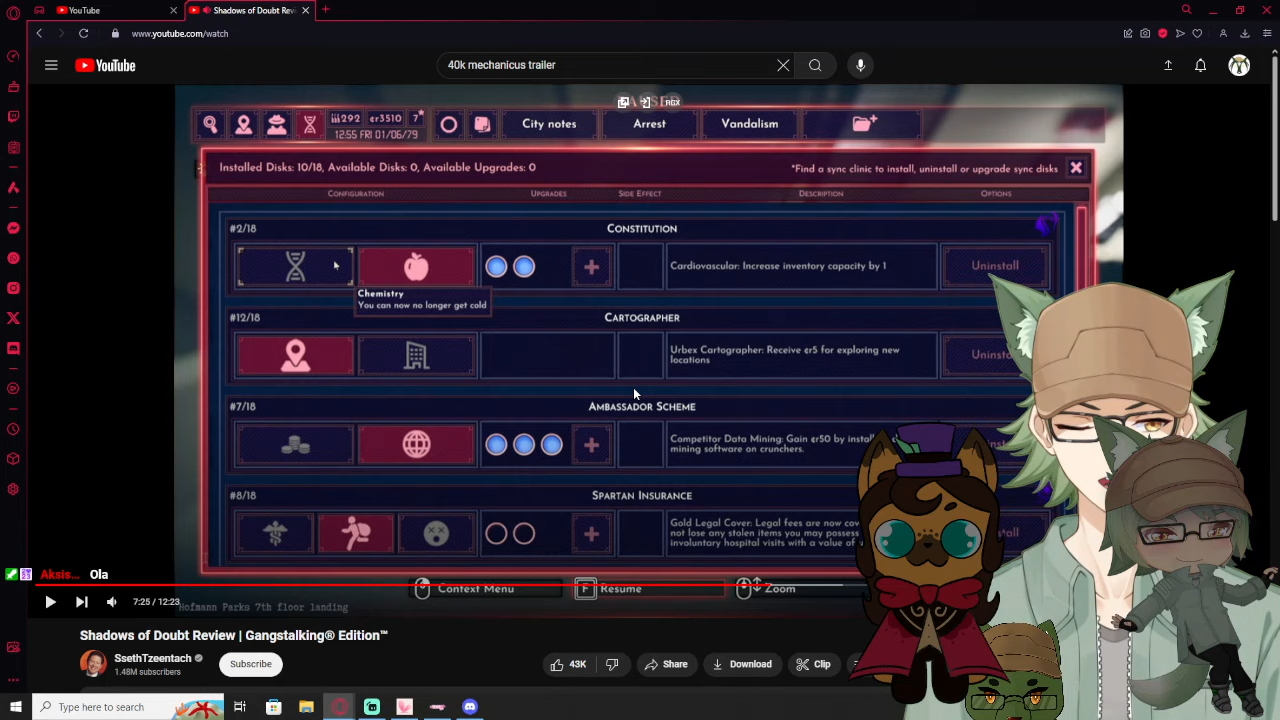 YouTube
Shadows of Doubt Revi
www.youtube.com/watch
YouTube
40k mechanicus trailer
292 cr3510 7*
12:55 FRI 01/06/79
City notes
Arrest
Vandalism
Installed Disks: 10/18, Available Disks: 0, Available Upgrades: 0
*Find a sync clinic to install, uninstall or upgrade sync disks
CONFIGURATION
UPGRADES
SIDE EFFECT
DESCRIPTION
OPTIONS
#2/18
CONSTITUTION
Cardiovascular: Increase inventory capacity by 1
Uninstall
Chemistry
You can now no longer get cold
#12/18
CARTOGRAPHER
Urbex Cartographer: Receive cr5 for exploring new
locations
Uninsta
#7/18
AMBASSADOR SCHEME
Competitor Data Mining: Gain cr50 by install
mining software on crunchers.
#8/18
SPARTAN INSURANCE
Gold Legal Cover: Legal fees are now cov
not lose any stolen items you may posses
involuntary hospital visits with a value of
Aksis... Ola
Context Menu
F Resume
Zoom
7:25 / 12:23
Hofmann Parks 7th floor landing
Shadows of Doubt Review | Gangstalking® Edition™
SsethTzeentach
1.48M subscribers
Subscribe
43K
Share
Download
Clip
Type here to search